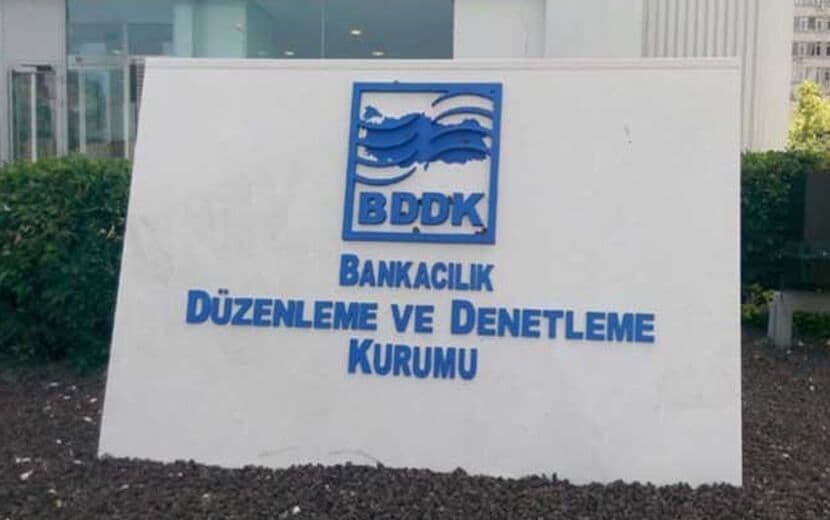 BDDK
BANKACILIK
DÜZENLEME VE DENETLEME
KURUMU